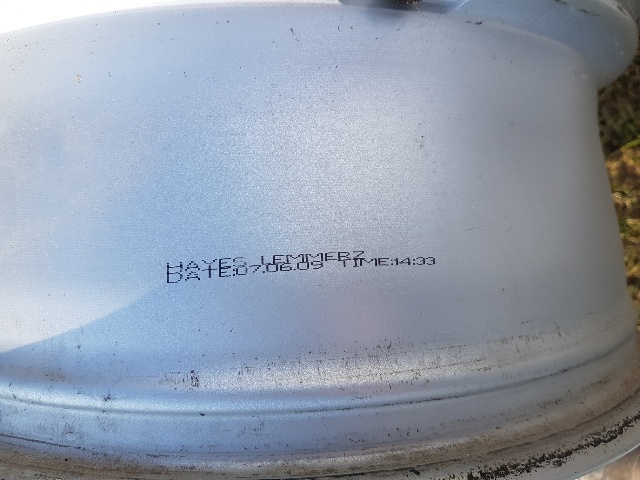 HAYES LEMMERZ
DATE:07.06.09 TIME:14:33